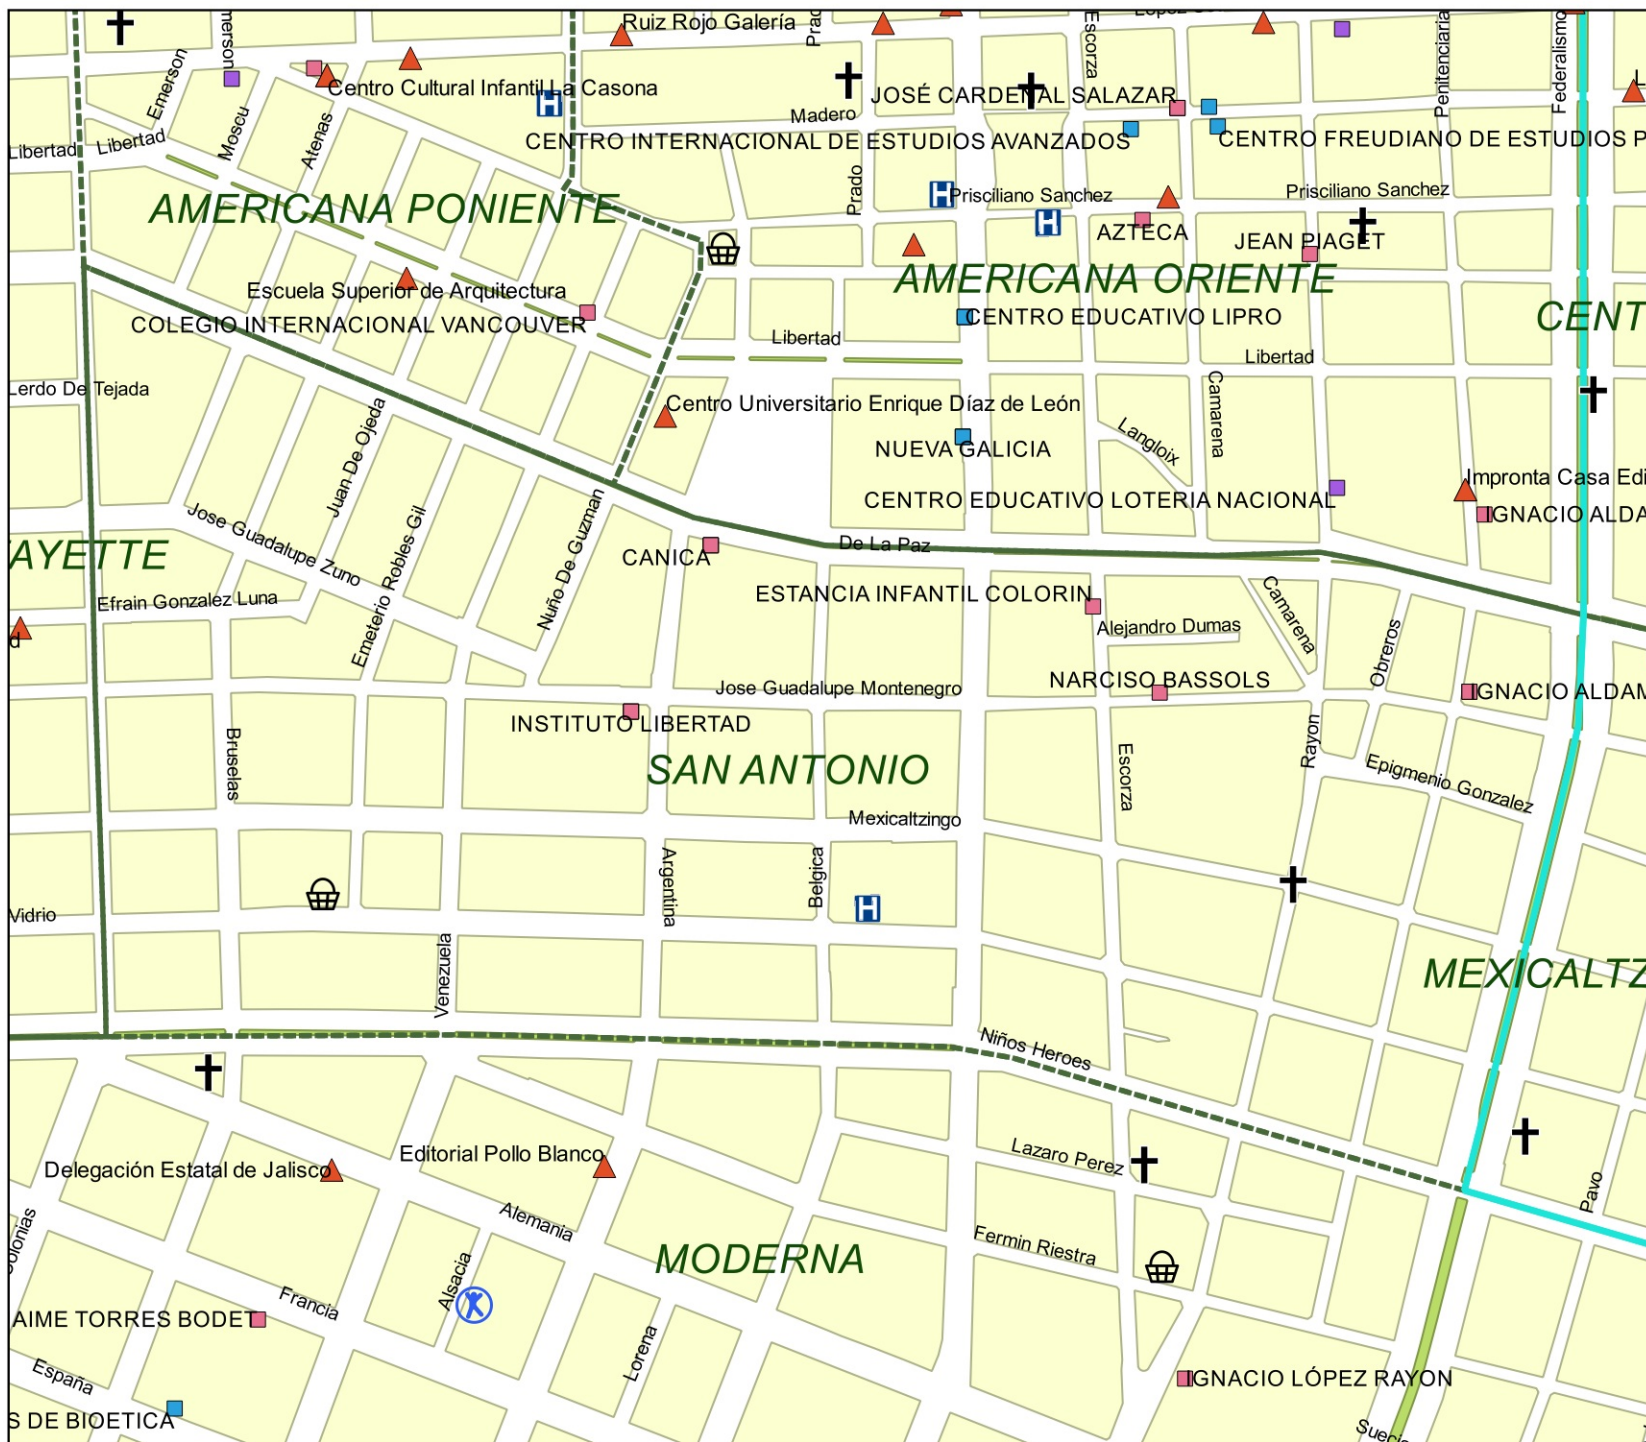 Ruiz Rojo Galería
Prad
Escorza
Penitenciaria
Federalismo
Emerson
merson
Centro Cultural Infantil La Casona
JOSÉ CARDENAL SALAZAR
Madero
Moscu
Atenas
CENTRO INTERNACIONAL DE ESTUDIOS AVANZADOS
CENTRO FREUDIANO DE ESTUDIOS P
Libertad
Libertad
AMERICANA PONIENTE
Prado
Prisciliano Sanchez
Prisciliano Sanchez
AZTECA
JEAN PIAGET
AMERICANA ORIENTE
Escuela Superior de Arquitectura
COLEGIO INTERNACIONAL VANCOUVER
CENTRO EDUCATIVO LIPRO
CENT
Libertad
Libertad
Lerdo De Tejada
Centro Universitario Enrique Díaz de León
Camarena
Juan De Ojeda
Langloix
NUEVA GALICIA
Impronta Casa Edi
CENTRO EDUCATIVO LOTERIA NACIONAL
IGNACIO ALDA
Jose Guadalupe Zuno
Emeterio Robles Gil
Nuño De Guzman
AYETTE
CANICA
De La Paz
Efrain Gonzalez Luna
ESTANCIA INFANTIL COLORIN
Camarena
Alejandro Dumas
Obreros
d
NARCISO BASSOLS
Jose Guadalupe Montenegro
IGNACIO ALDAM
INSTITUTO LIBERTAD
Bruselas
Rayon
Escorza
SAN ANTONIO
Epigmenio Gonzalez
Mexicaltzingo
Argentina
Belgica
Vidrio
Venezuela
MEXICALTZ
Niños Heroes
Editorial Pollo Blanco
Lazaro Perez
Delegación Estatal de Jalisco
Pavo
Alemania
Colonias
Fermin Riestra
MODERNA
Alsacia
Francia
AIME TORRES BODET
Lorena
España
IGNACIO LÓPEZ RAYON
S DE BIOETICA
Suecia